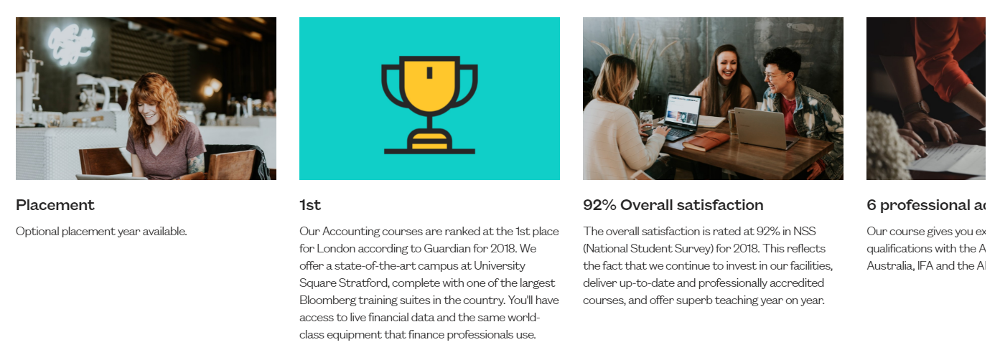 Placement
Optional placement year available.
1st
Our Accounting courses are ranked at the 1st place
for London according to Guardian for 2018. We
offer a state-of-the-art campus at University
Square Stratford, complete with one of the largest
Bloomberg training suites in the country. You'll have
access to live financial data and the same world-
class equipment that finance professionals use.
92% Overall satisfaction
The overall satisfaction is rated at 92% in NSS
(National Student Survey) for 2018. This reflects
the fact that we continue to invest in our facilities,
deliver up-to-date and professionally accredited
courses, and offer superb teaching year on year.
6 professional
Our course gives you
qualifications with the
Australia, IFA and the